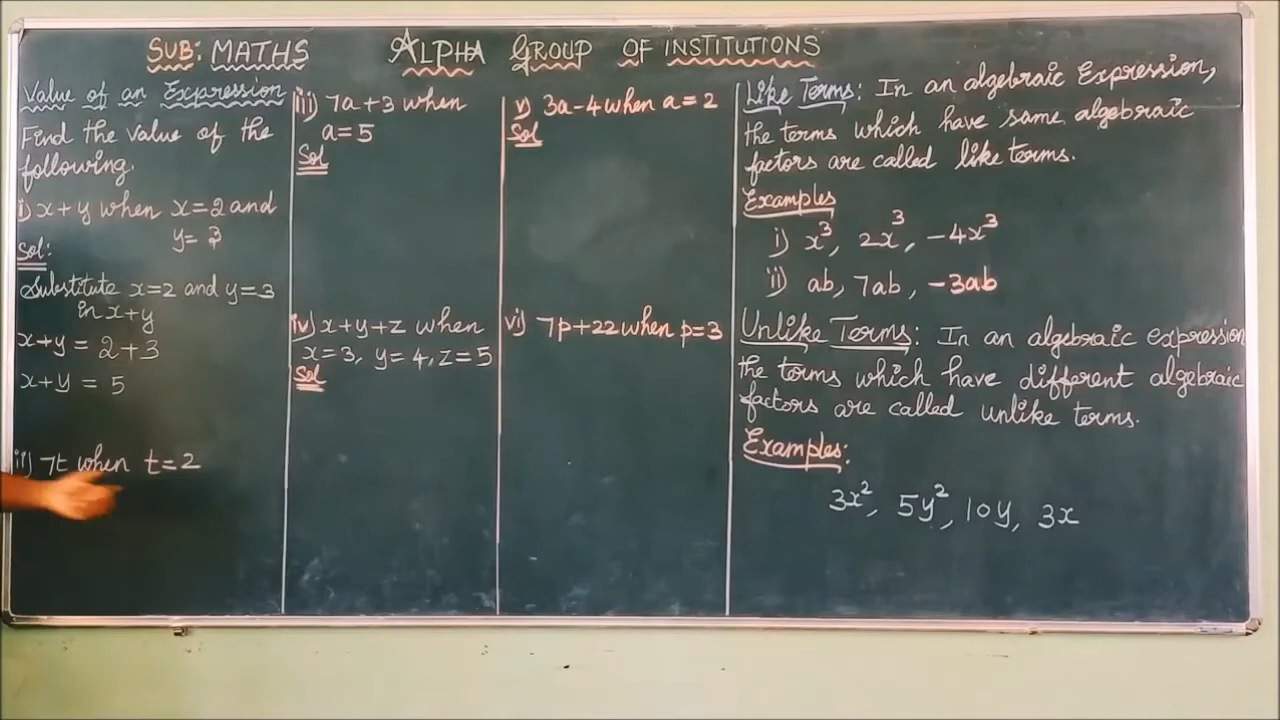 SUB: MATHS ALPHA GROUP OF INSTITUTIONS
Value of an Expression
Find the value of the
following.
i) x+y when x=2 and
y= 3
Sol:
Substitute x=2 and y=3
in x+y
x+y = 2+3
x+y = 5
ii) 7t when t=2
iii) 7a+3 when
a=5
Sol
iv) x+y+z when
x=3, y=4, z=5
Sol
v) 3a-4 when a=2
Sol
vi) 7p+22 when p=3
Like Terms: In an algebraic Expression,
the terms which have same algebraic
factors are called like terms.
Examples
i) x³, 2x³, -4x³
ii) ab, 7ab, -3ab
Unlike Terms: In an algebraic expression
the terms which have different algebraic
factors are called unlike terms.
Examples:
3x², 5y², 10y, 3x